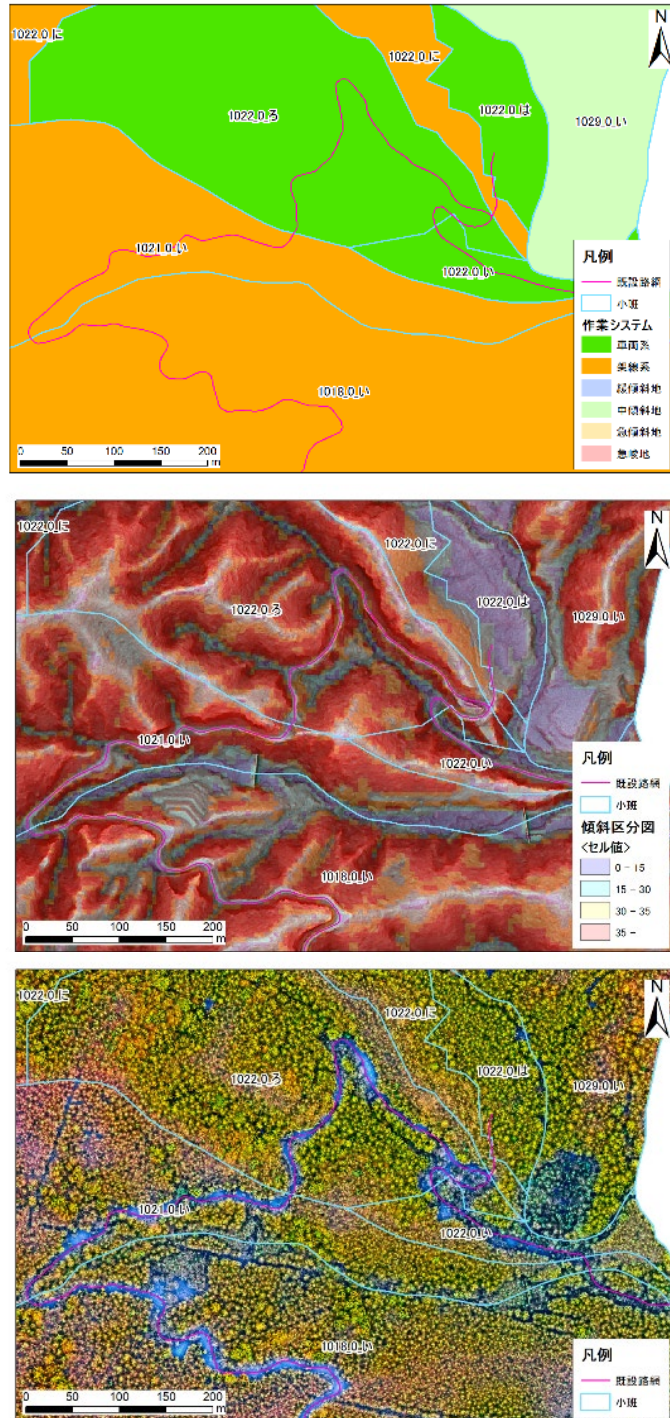 1022_0_に
1022_0_に
N
1022_0_ろ
1022_0_は
1029_0_い
1021_0_い
1022_0_い
1018_0_い
凡例
既設路網
小班
作業システム
車両系
架線系
緩傾斜地
中傾斜地
急傾斜地
急峻地
0 50 100 150 200
m
1022_0_に
1022_0_に
N
1022_0_ろ
1022_0_は
1029_0_い
1021_0_い
1022_0_い
1018_0_い
凡例
既設路網
小班
傾斜区分図
<セル値>
0 - 15
15 - 30
30 - 35
35 -
0 50 100 150 200
m
1022_0_に
1022_0_に
N
1022_0_ろ
1022_0_は
1029_0_い
1021_0_い
1022_0_い
1018_0_い
凡例
既設路網
小班
0 50 100 150 200
m